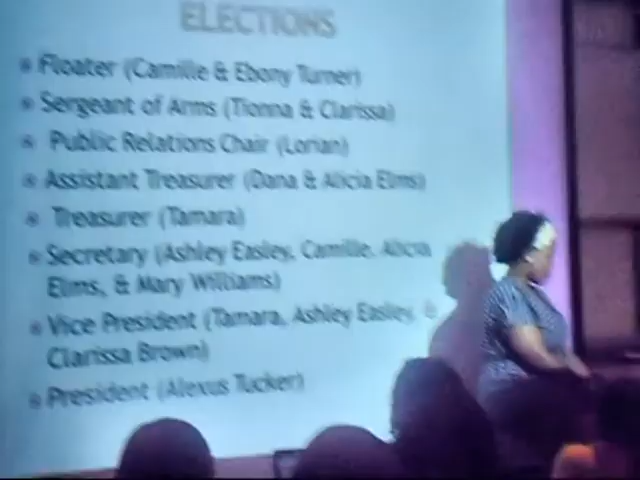 ELECTIONS
Floater (Camille & Ebony Turner)
Sergeant of Arms (Tionna & Clarissa)
Public Relations Chair (Lorian)
Assistant Treasurer (Dana & Alicia Elms)
Treasurer (Tamara)
Secretary (Ashley Easley, Camille, Alicia
Elms, & Mary Williams)
Vice President (Tamara, Ashley Easley, &
Clarissa Brown)
President (Alexus Tucker)